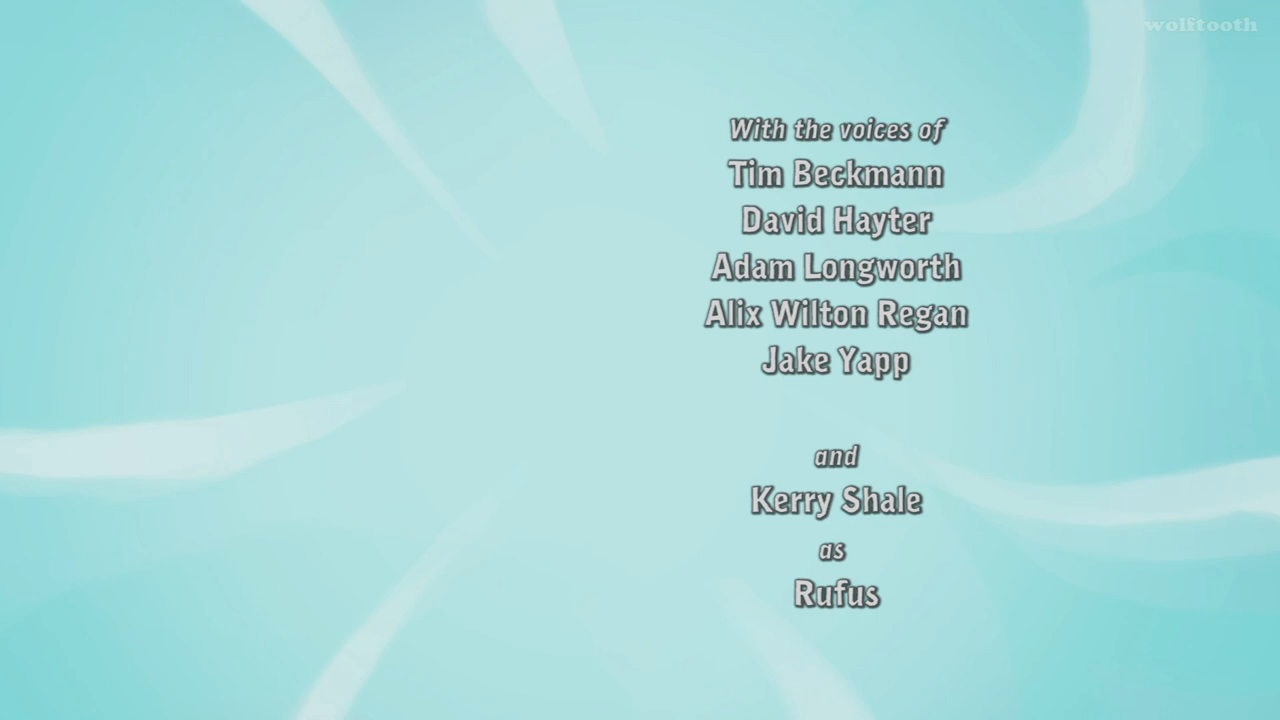 wolftooth
With the voices of
Tim Beckmann
David Hayter
Adam Longworth
Alix Wilton Regan
Jake Yapp
and
Kerry Shale
as
Rufus